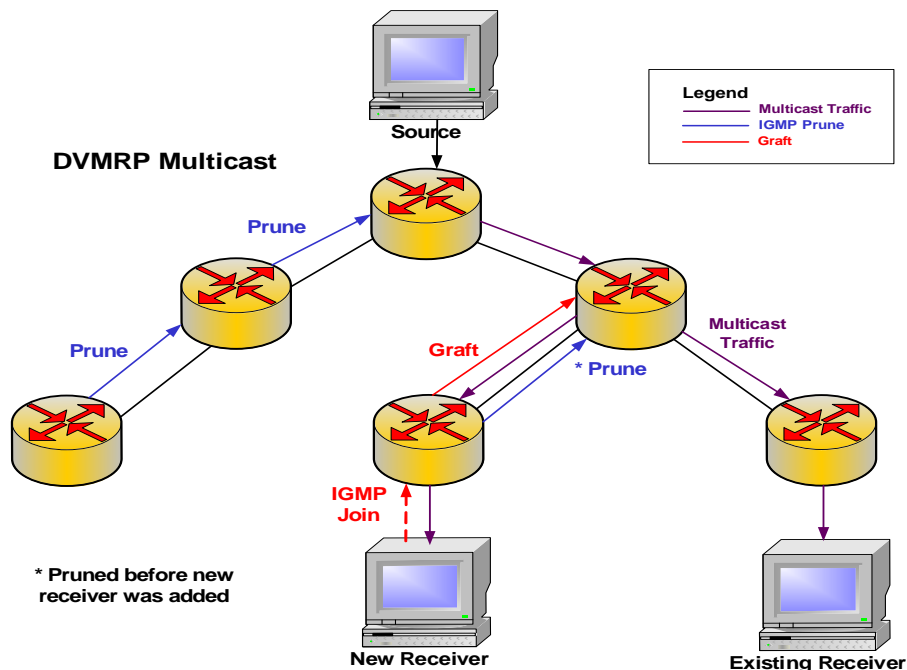 Source
Legend
Multicast Traffic
IGMP Prune
Graft
DVMRP Multicast
Prune
Prune
Graft
* Prune
Multicast
Traffic
IGMP
Join
* Pruned before new
receiver was added
New Receiver
Existing Receiver